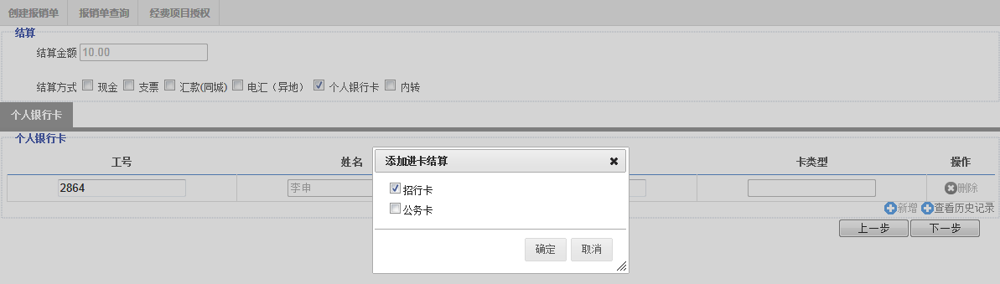 创建报销单 报销单查询 经费项目授权
结算
结算金额 10.00
结算方式 现金 支票 汇款(同城) 电汇（异地） 个人银行卡 内转
个人银行卡
个人银行卡
工号 姓名 卡类型 操作
2864 李申 删除
新增 查看历史记录
上一步 下一步
添加进卡结算
招行卡
公务卡
确定 取消